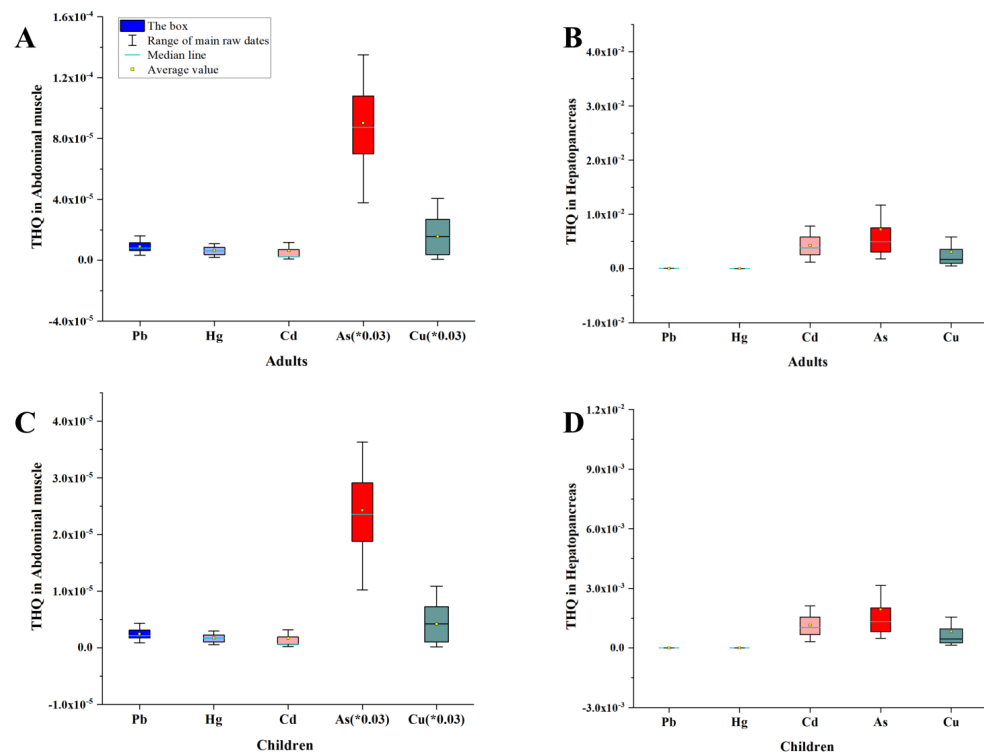 A
THQ in Abdominal muscle
1.6x10⁻⁴
1.2x10⁻⁴
8.0x10⁻⁵
4.0x10⁻⁵
0.0
-4.0x10⁻⁵
The box
Range of main raw dates
Median line
Average value
Pb Hg Cd As(*0.03) Cu(*0.03)
Adults
B
THQ in Hepatopancreas
4.0x10⁻²
3.0x10⁻²
2.0x10⁻²
1.0x10⁻²
0.0
-1.0x10⁻²
Pb Hg Cd As Cu
Adults
C
THQ in Abdominal muscle
4.0x10⁻⁵
3.0x10⁻⁵
2.0x10⁻⁵
1.0x10⁻⁵
0.0
-1.0x10⁻⁵
Pb Hg Cd As(*0.03) Cu(*0.03)
Children
D
THQ in Hepatopancreas
1.2x10⁻²
9.0x10⁻³
6.0x10⁻³
3.0x10⁻³
0.0
-3.0x10⁻³
Pb Hg Cd As Cu
Children